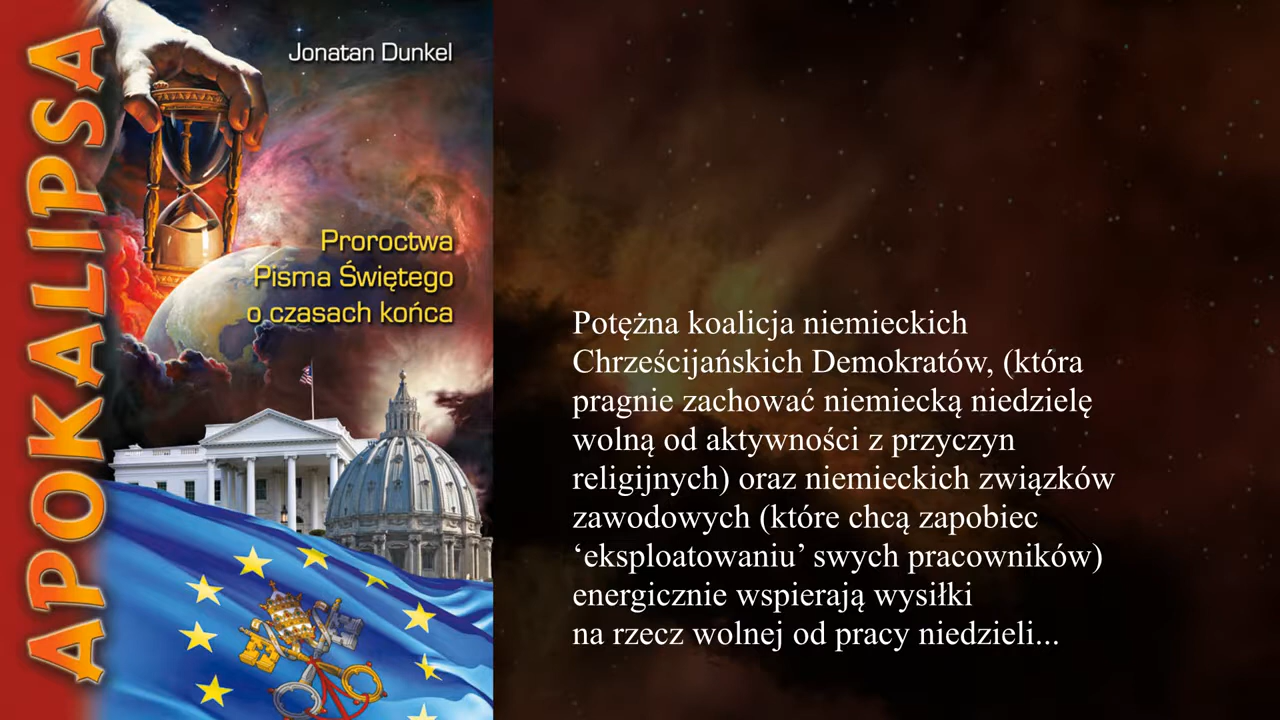 APOKALIPSA
Jonatan Dunkel
Proroctwa
Pisma Świętego
o czasach końca
Potężna koalicja niemieckich
Chrześcijańskich Demokratów, (która
pragnie zachować niemiecką niedzielę
wolną od aktywności z przyczyn
religijnych) oraz niemieckich związków
zawodowych (które chcą zapobiec
‘eksploatowaniu’ swych pracowników)
energicznie wspierają wysiłki
na rzecz wolnej od pracy niedzieli...